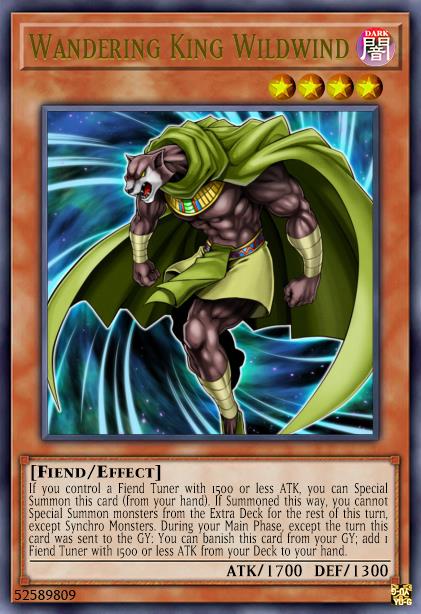 WANDERING KING WILDWIND
DARK
闇
[FIEND/EFFECT]
If you control a Fiend Tuner with 1500 or less ATK, you can Special
Summon this card (from your hand). If Summoned this way, you cannot
Special Summon monsters from the Extra Deck for the rest of this turn,
except Synchro Monsters. During your Main Phase, except the turn this
card was sent to the GY: You can banish this card from your GY; add 1
Fiend Tuner with 1500 or less ATK from your Deck to your hand.
ATK/1700 DEF/1300
52589809